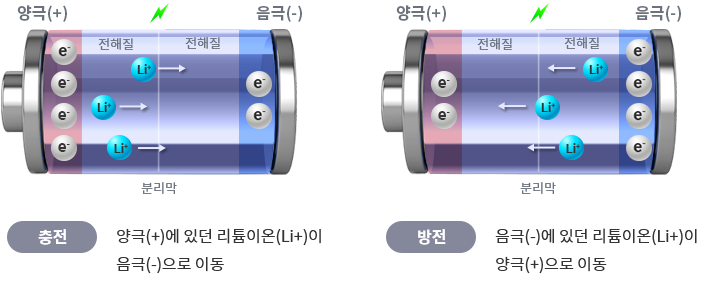 양극(+)
음극(-)
전해질
전해질
e-
e-
e-
e-
Li+
Li+
Li+
e-
e-
분리막
충전
양극(+)에 있던 리튬이온(Li+)이
음극(-)으로 이동
양극(+)
음극(-)
전해질
전해질
e-
e-
Li+
Li+
Li+
e-
e-
e-
e-
분리막
방전
음극(-)에 있던 리튬이온(Li+)이
양극(+)으로 이동